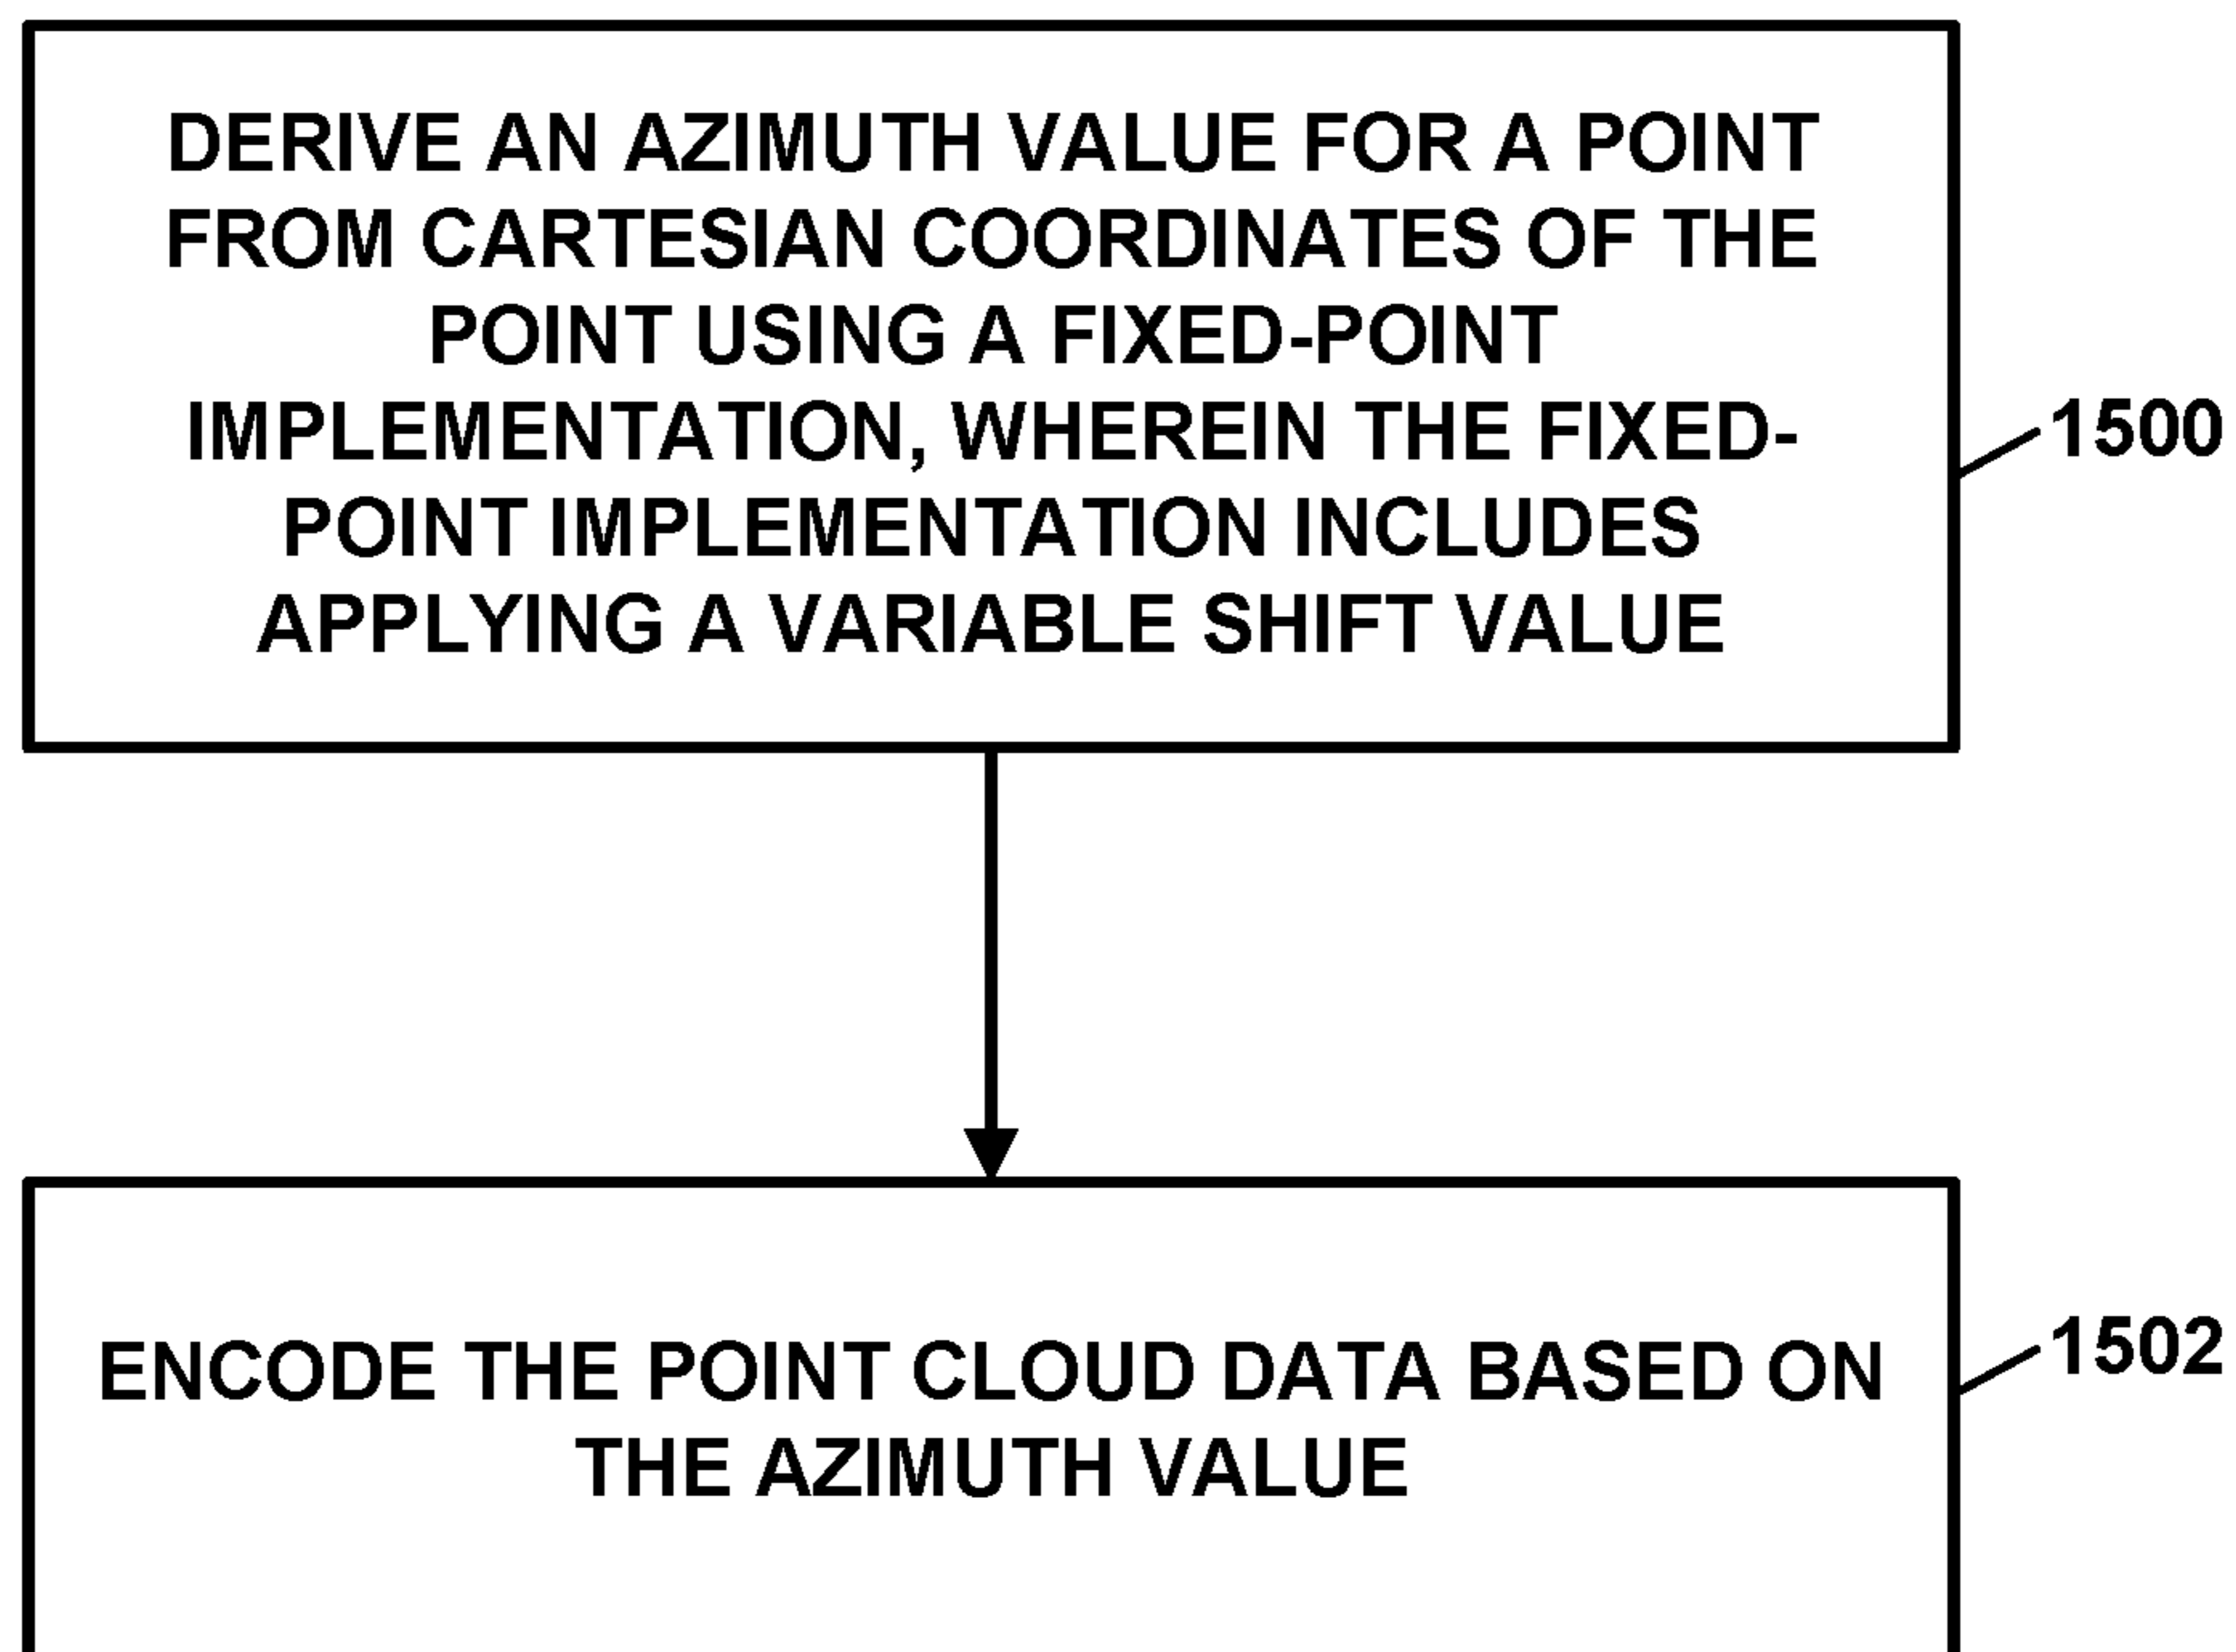 DERIVE AN AZIMUTH VALUE FOR A POINT
FROM CARTESIAN COORDINATES OF THE
POINT USING A FIXED-POINT
IMPLEMENTATION, WHEREIN THE FIXED-
POINT IMPLEMENTATION INCLUDES
APPLYING A VARIABLE SHIFT VALUE
1500
ENCODE THE POINT CLOUD DATA BASED ON
THE AZIMUTH VALUE
1502